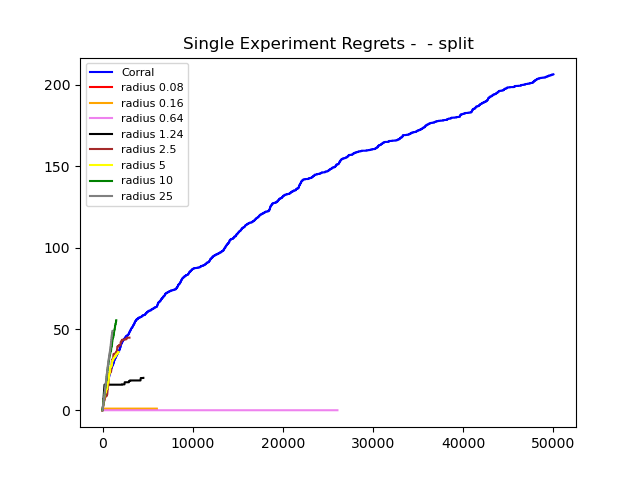 Single Experiment Regrets -  - split
Corral
radius 0.08
radius 0.16
radius 0.64
radius 1.24
radius 2.5
radius 5
radius 10
radius 25
200
150
100
50
0
0 10000 20000 30000 40000 50000